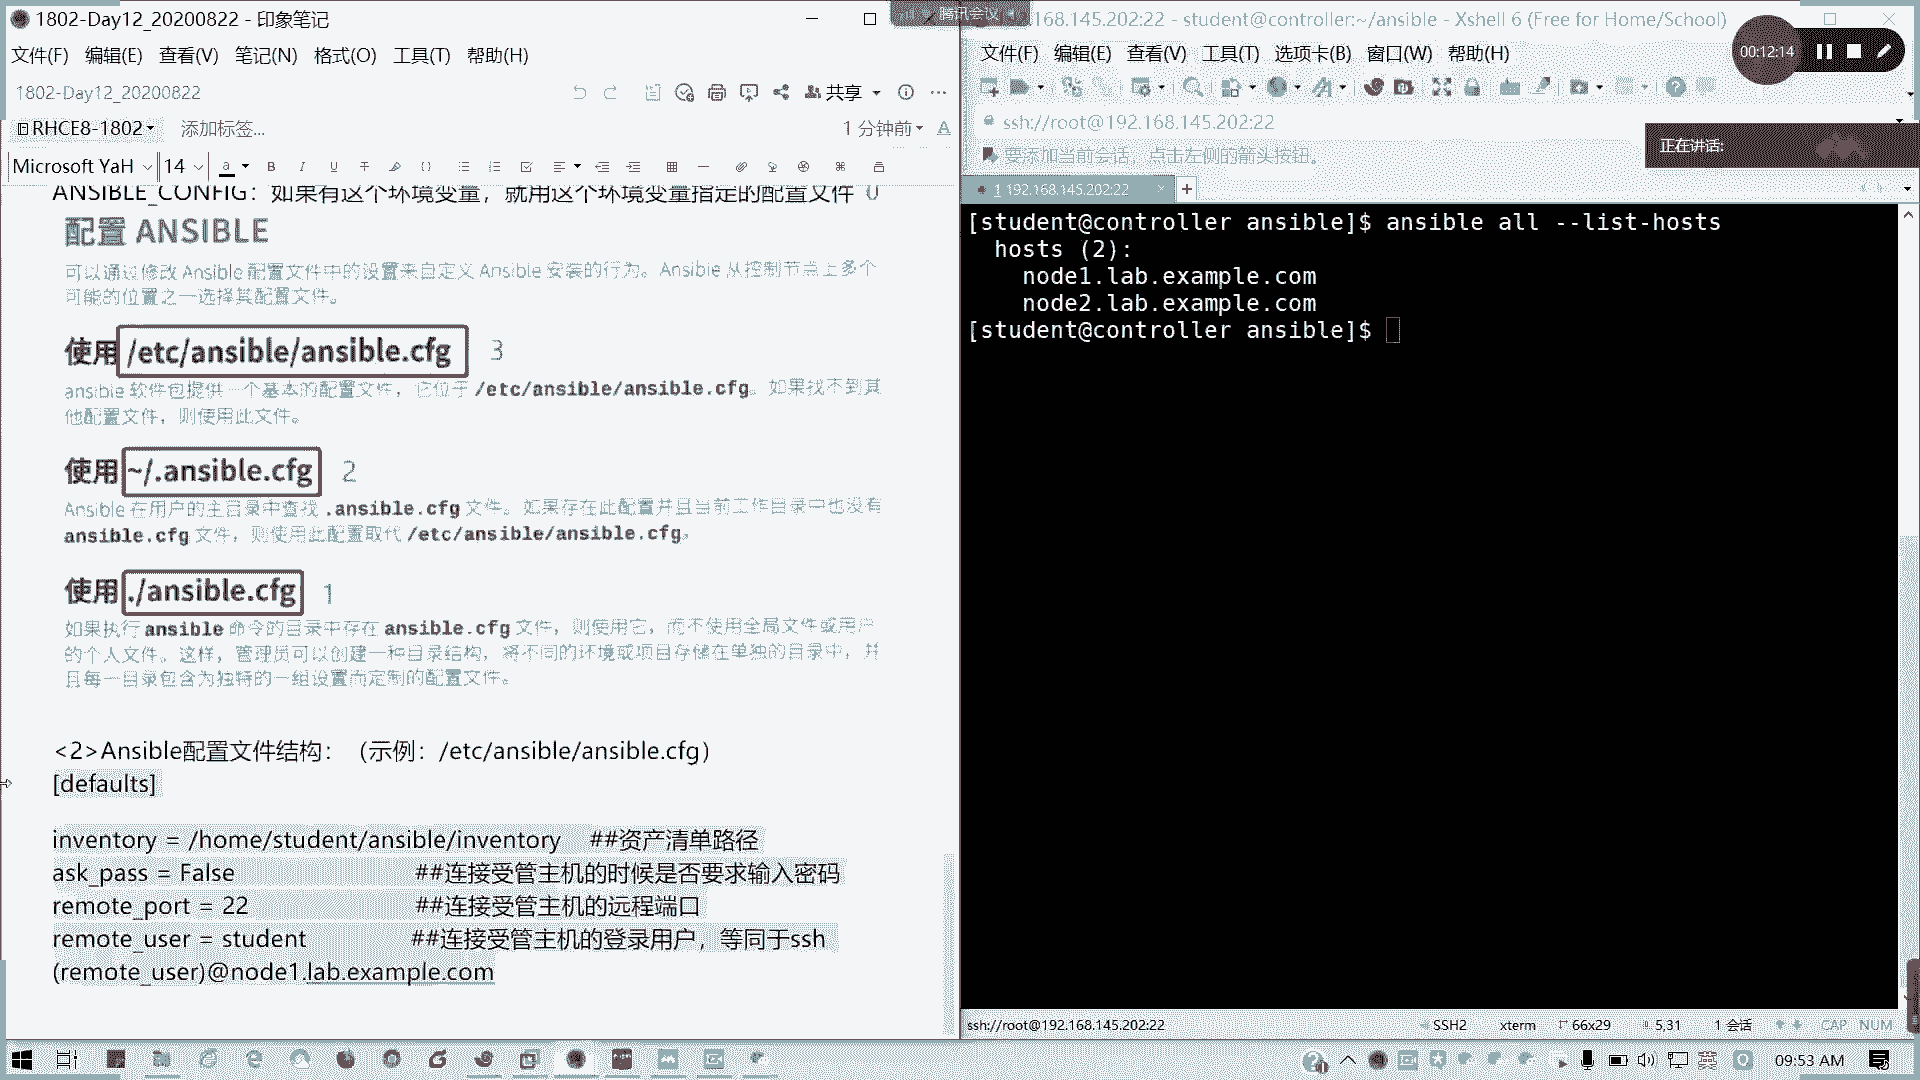 1802-Day12_20200822 - 印象笔记
文件(F) 编辑(E) 查看(V) 笔记(N) 格式(O) 工具(T) 帮助(H)
1802-Day12_20200822
共享
RHCE8-1802 添加标签...
1 分钟前
Microsoft YaH 14
ANSIBLE_CONFIG：如果有这个环境变量，就用这个环境变量指定的配置文件 0
配置 ANSIBLE
可以通过修改 Ansible 配置文件中的设置来自定义 Ansible 安装的行为。Ansible 从控制节点上多个
可能的位置之一选择其配置文件。
使用 /etc/ansible/ansible.cfg 3
ansible 软件包提供一个基本的配置文件，它位于 /etc/ansible/ansible.cfg。如果找不到其
他配置文件，则使用此文件。
使用 ~/.ansible.cfg 2
Ansible 在用户的主目录中查找 .ansible.cfg 文件。如果存在此配置并且当前工作目录中也没有
ansible.cfg 文件，则使用此配置取代 /etc/ansible/ansible.cfg。
使用 ./ansible.cfg 1
如果执行 ansible 命令的目录中存在 ansible.cfg 文件，则使用它，而不使用全局文件或用户
的个人文件。这样，管理员可以创建一种目录结构，将不同的环境或项目存储在单独的目录中，并
且每一目录包含为独特的一组设置而定制的配置文件。
<2>Ansible配置文件结构：（示例：/etc/ansible/ansible.cfg）
[defaults]
inventory = /home/student/ansible/inventory ##资产清单路径
ask_pass = False ##连接受管主机的时候是否要求输入密码
remote_port = 22 ##连接受管主机的远程端口
remote_user = student ##连接受管主机的登录用户，等同于ssh
(remote_user)@node1.lab.example.com
腾讯会议
.168.145.202:22 - student@controller:~/ansible - Xshell 6 (Free for Home/School)
00:12:14
文件(F) 编辑(E) 查看(V) 工具(T) 选项卡(B) 窗口(W) 帮助(H)
ssh://root@192.168.145.202:22
正在讲话:
要添加当前会话，点击左侧的箭头按钮。
1 192.168.145.202:22
[student@controller ansible]$ ansible all --list-hosts
hosts (2):
node1.lab.example.com
node2.lab.example.com
[student@controller ansible]$
ssh://root@192.168.145.202:22 SSH2 xterm 66x29 5,31 1 会话 CAP NUM
英
09:53 AM